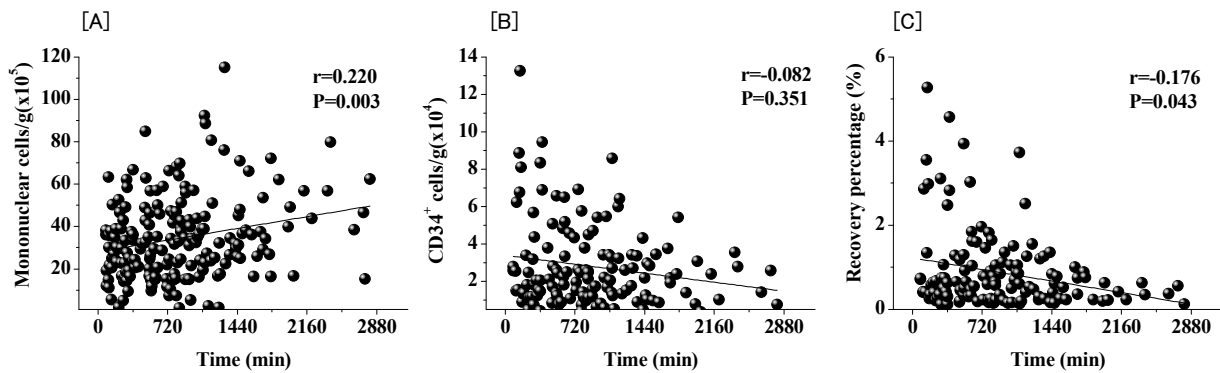 [A]
Mononuclear cells/g(x10⁵)
120
100
80
60
40
20
r=0.220
P=0.003
0 720 1440 2160 2880
Time (min)
[B]
CD34⁺ cells/g(x10⁴)
14
12
10
8
6
4
2
r=-0.082
P=0.351
0 720 1440 2160 2880
Time (min)
[C]
Recovery percentage (%)
6
4
2
0
r=-0.176
P=0.043
0 720 1440 2160 2880
Time (min)